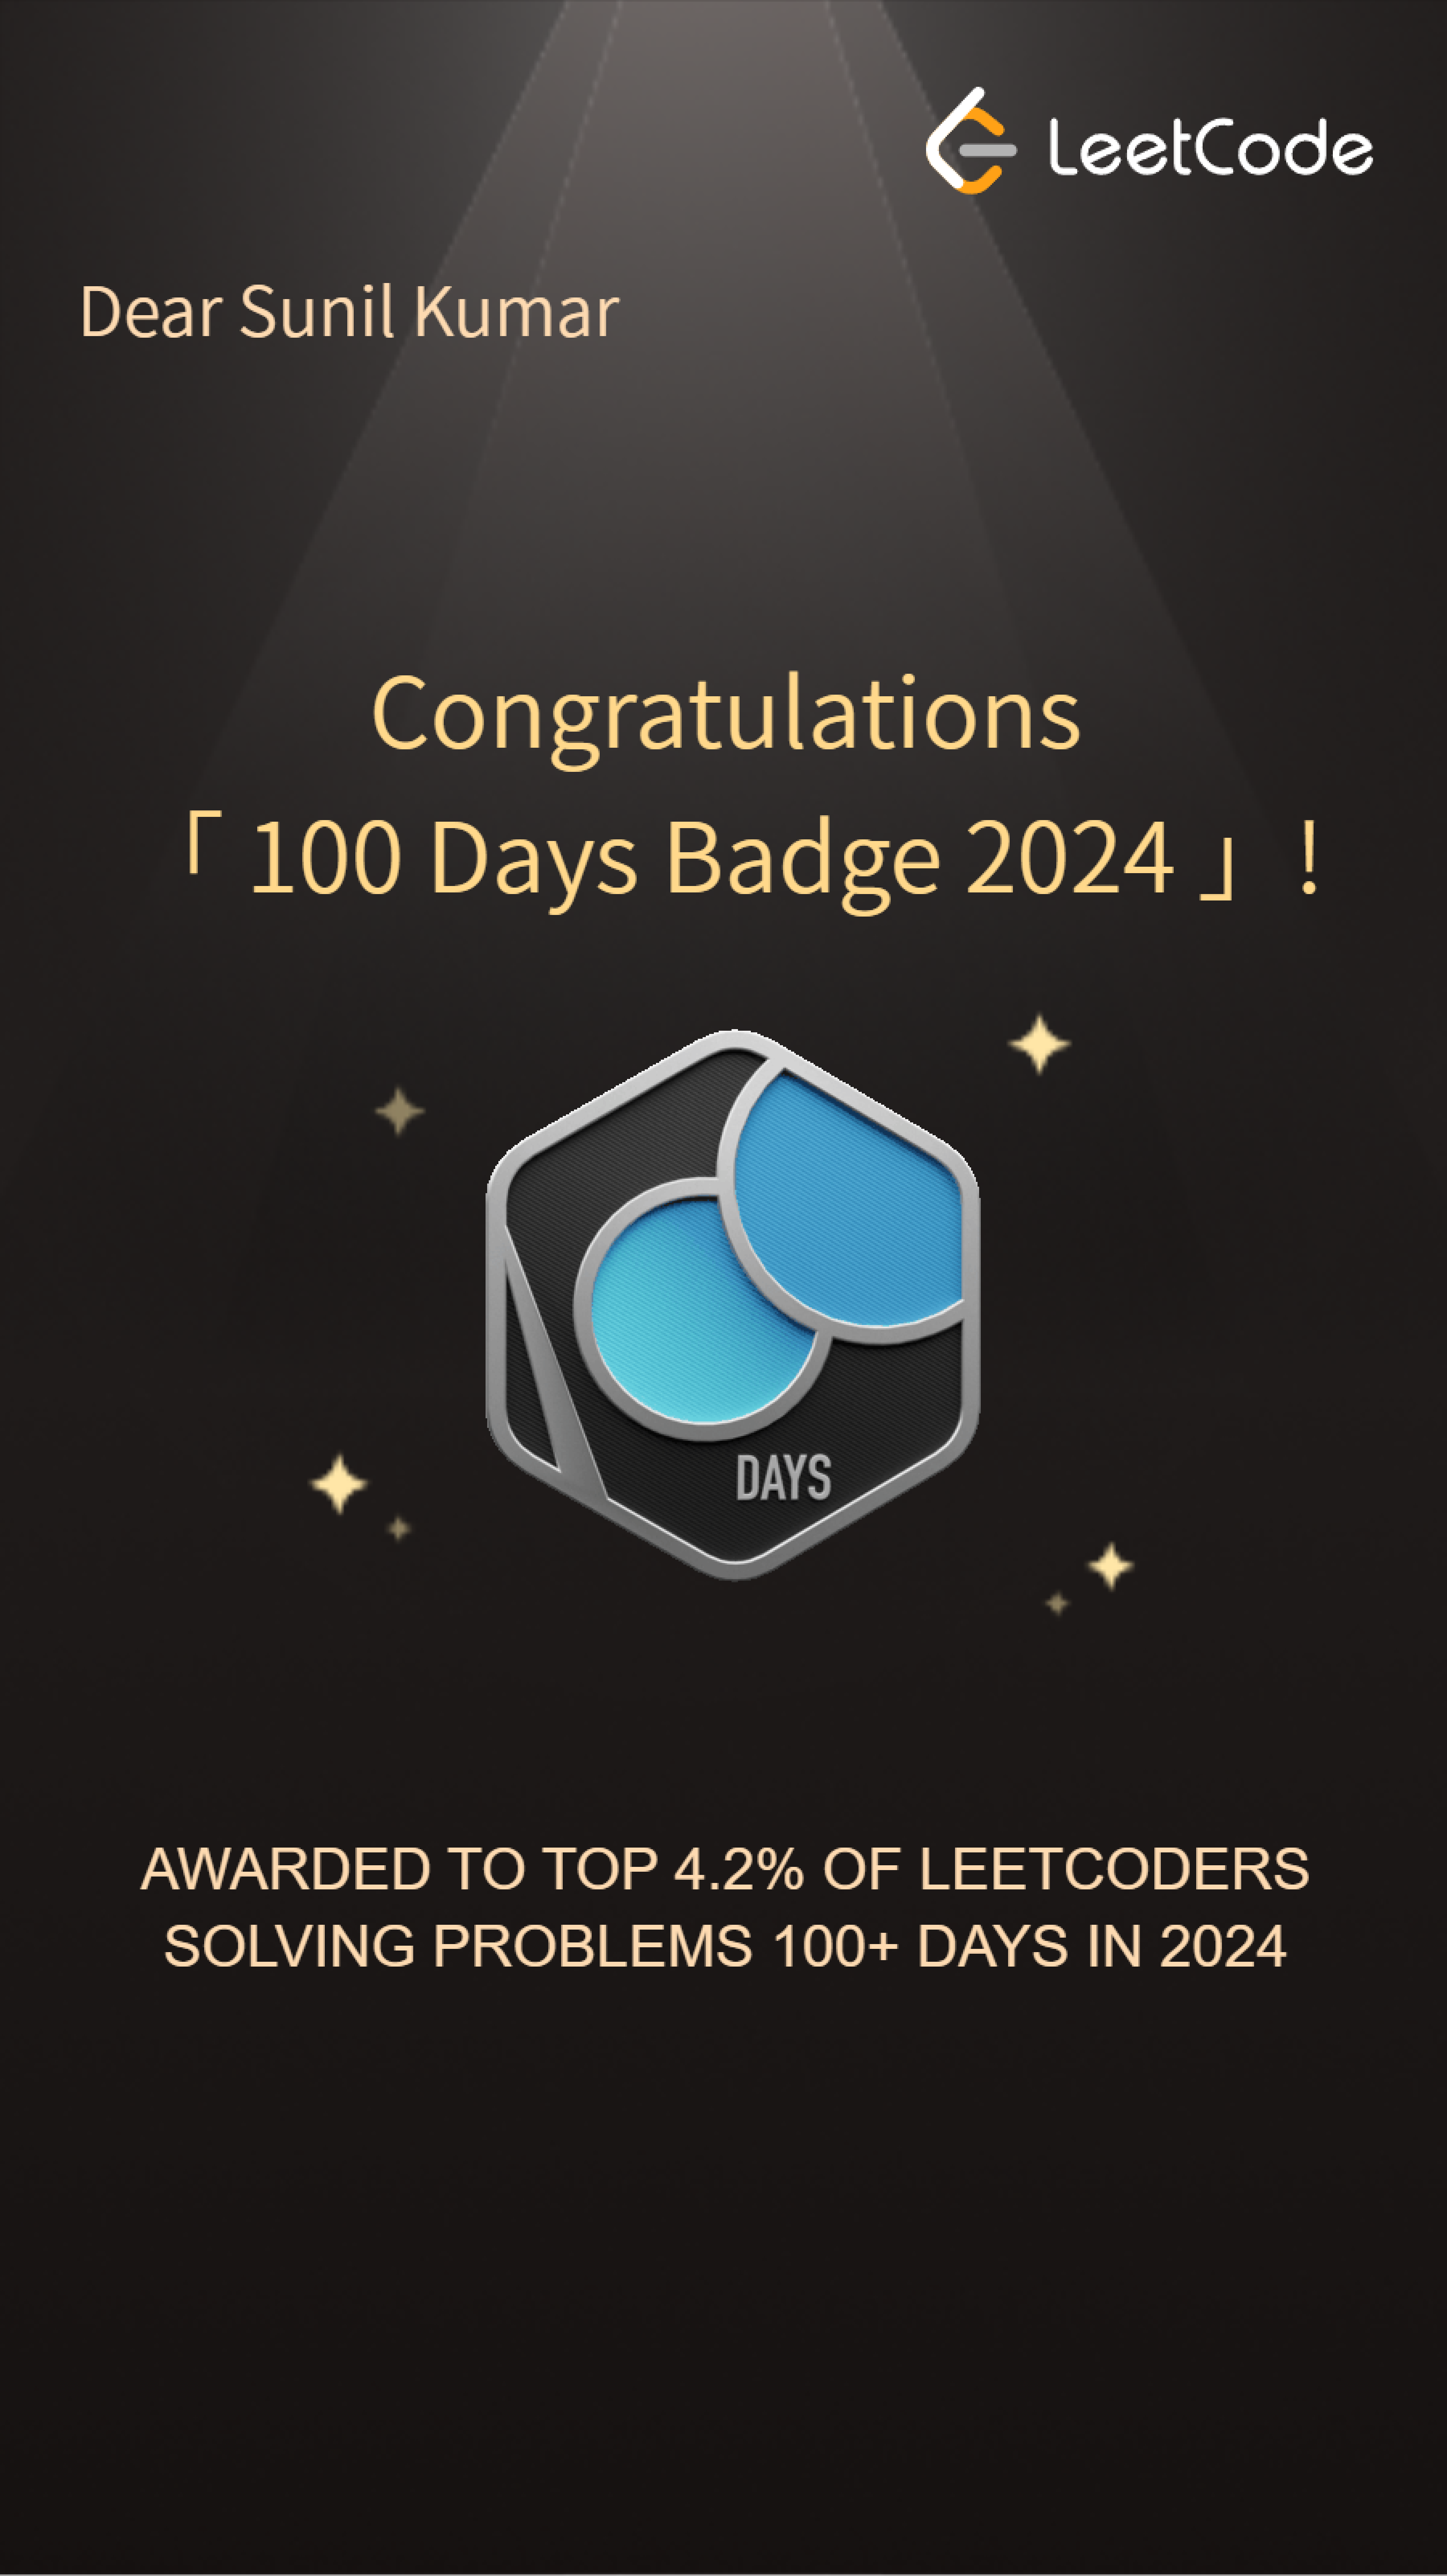 LeetCode
Dear Sunil Kumar
Congratulations
「 100 Days Badge 2024 」 !
DAYS
AWARDED TO TOP 4.2% OF LEETCODERS
SOLVING PROBLEMS 100+ DAYS IN 2024